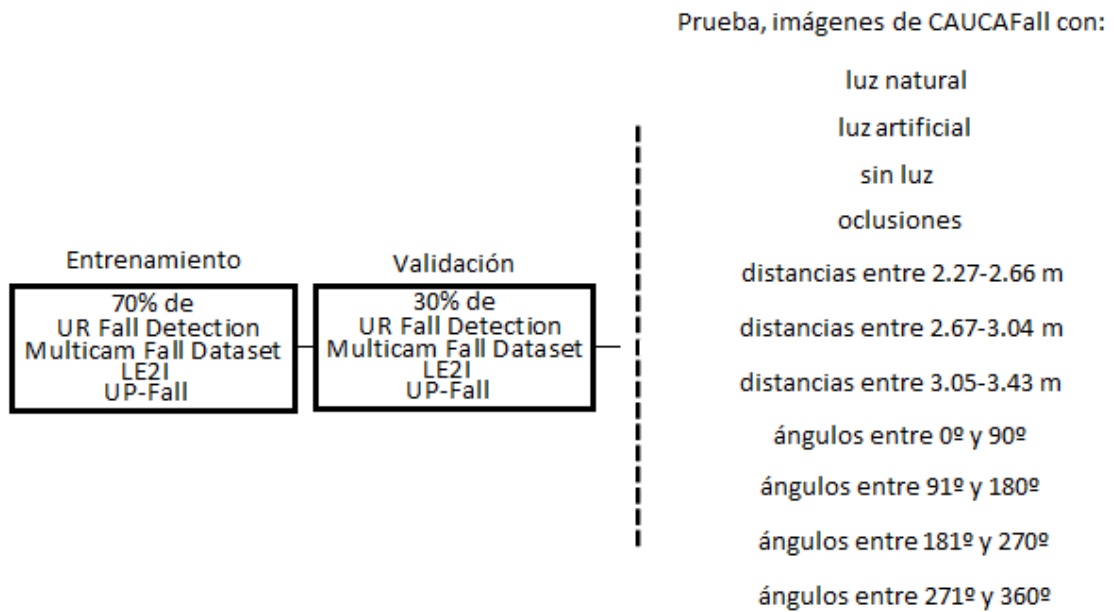 Entrenamiento
70% de
UR Fall Detection
Multicam Fall Dataset
LE2I
UP-Fall
Validación
30% de
UR Fall Detection
Multicam Fall Dataset
LE2I
UP-Fall
Prueba, imágenes de CAUCAFall con:
luz natural
luz artificial
sin luz
oclusiones
distancias entre 2.27-2.66 m
distancias entre 2.67-3.04 m
distancias entre 3.05-3.43 m
ángulos entre 0º y 90º
ángulos entre 91º y 180º
ángulos entre 181º y 270º
ángulos entre 271º y 360º